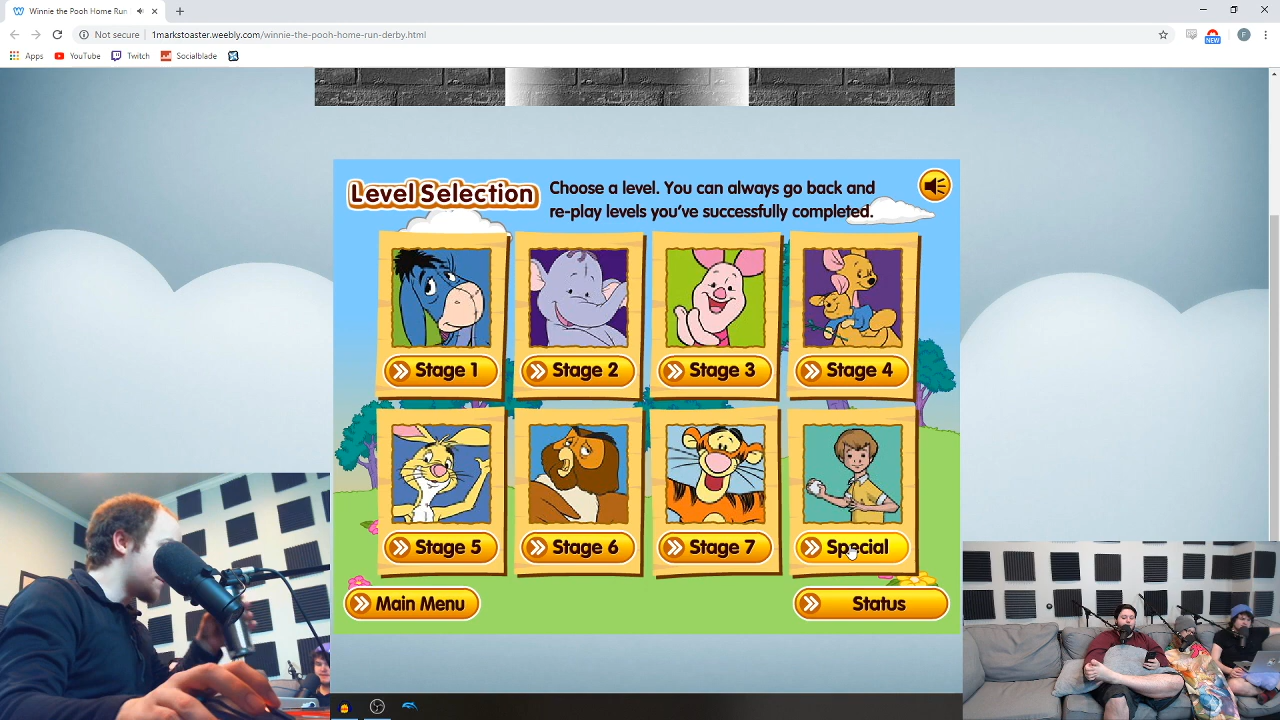 Winnie the Pooh Home Run
Not secure | 1markstoaster.weebly.com/winnie-the-pooh-home-run-derby.html
NEW
F
Apps YouTube Twitch Socialblade
Level Selection
Choose a level. You can always go back and
re-play levels you've successfully completed.
Stage 1 Stage 2 Stage 3 Stage 4
Stage 5 Stage 6 Stage 7 Special
Main Menu Status